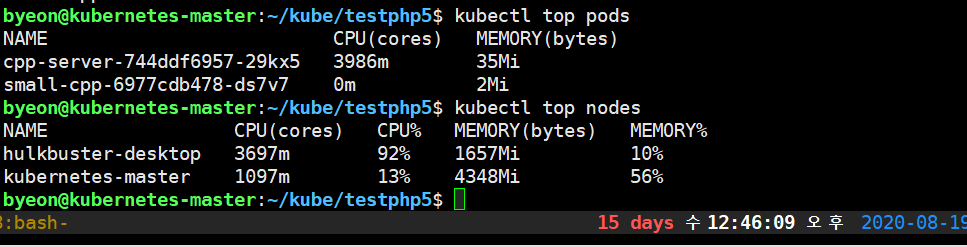 byeon@kubernetes-master:~/kube/testphp5$ kubectl top pods
NAME CPU(cores) MEMORY(bytes)
cpp-server-744ddf6957-29kx5 3986m 35Mi
small-cpp-6977cdb478-ds7v7 0m 2Mi
byeon@kubernetes-master:~/kube/testphp5$ kubectl top nodes
NAME CPU(cores) CPU% MEMORY(bytes) MEMORY%
hulkbuster-desktop 3697m 92% 1657Mi 10%
kubernetes-master 1097m 13% 4348Mi 56%
byeon@kubernetes-master:~/kube/testphp5$
:bash- 15 days 수 12:46:09 오후 2020-08-19